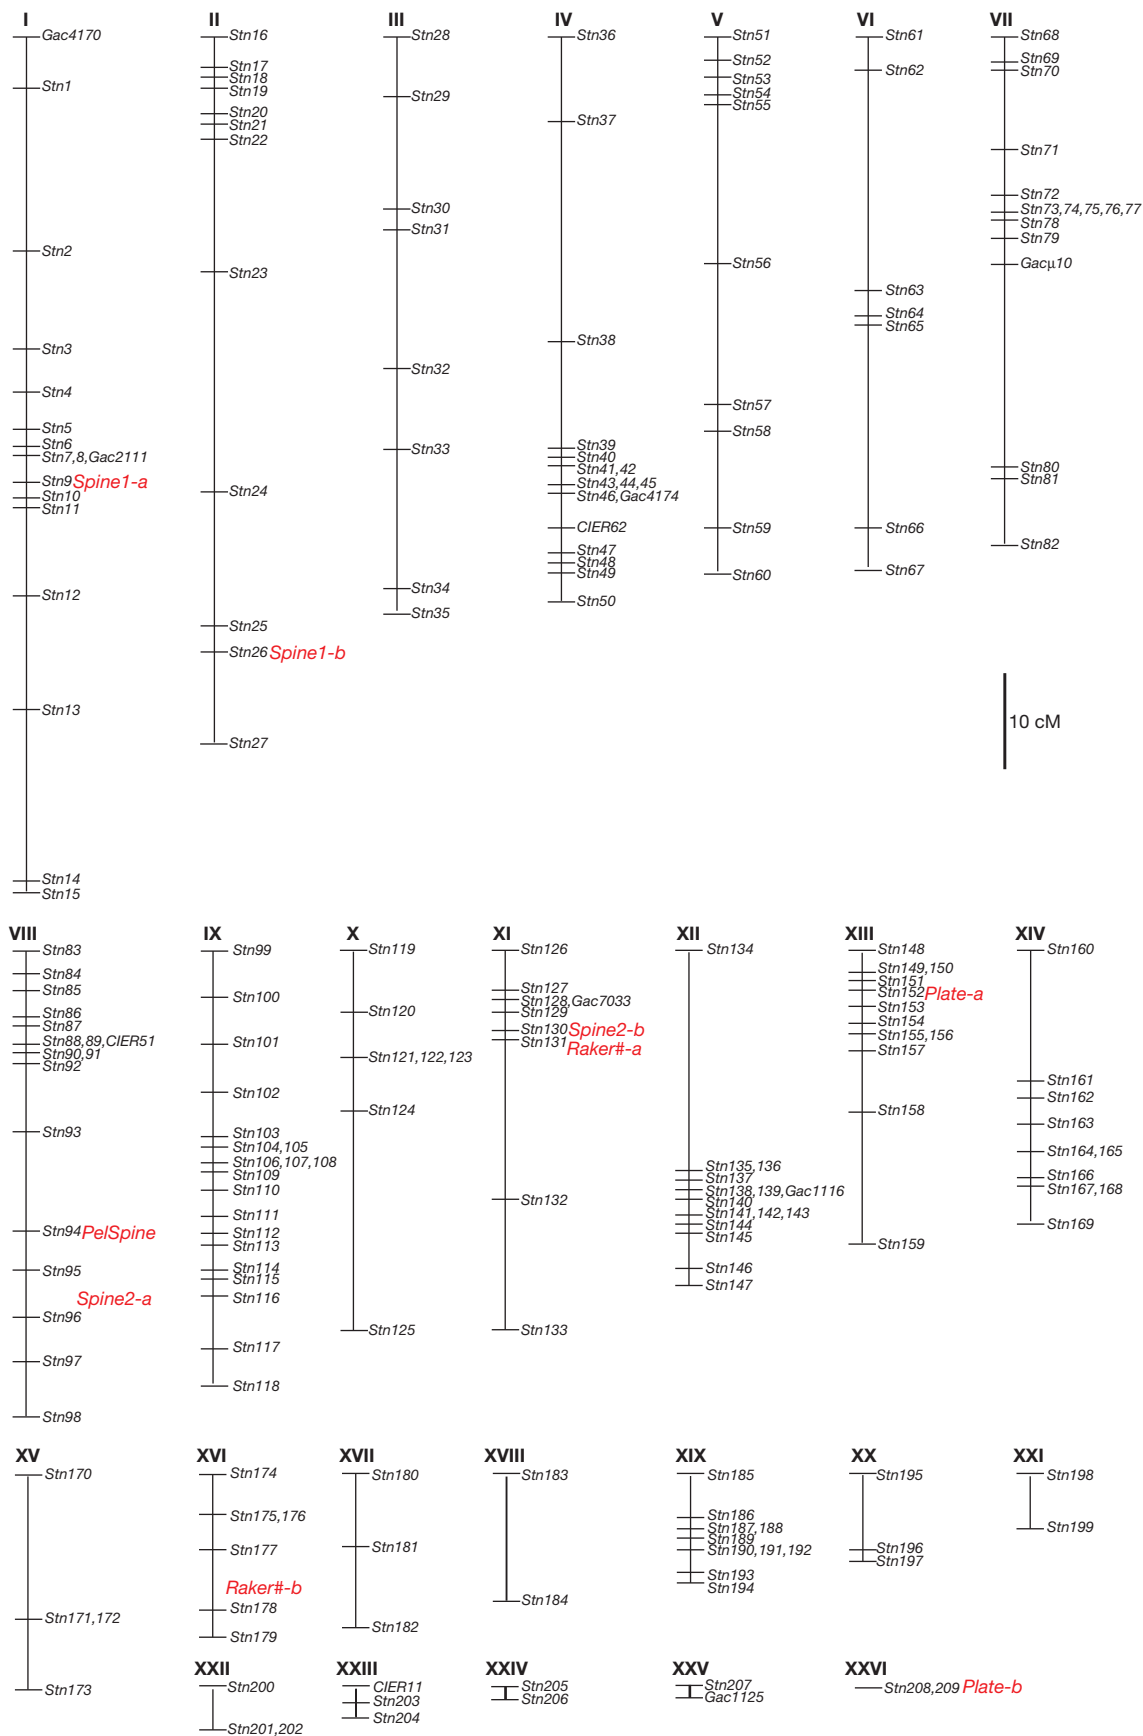 I
Gac4170
Stn1
Stn2
Stn3
Stn4
Stn5
Stn6
Stn7,8,Gac2111
Stn9 Spine1-a
Stn10
Stn11
Stn12
Stn13
Stn14
Stn15
II
Stn16
Stn17
Stn18
Stn19
Stn20
Stn21
Stn22
Stn23
Stn24
Stn25
Stn26 Spine1-b
Stn27
III
Stn28
Stn29
Stn30
Stn31
Stn32
Stn33
Stn34
Stn35
IV
Stn36
Stn37
Stn38
Stn39
Stn40
Stn41,42
Stn43,44,45
Stn46,Gac4174
CIER62
Stn47
Stn48
Stn49
Stn50
V
Stn51
Stn52
Stn53
Stn54
Stn55
Stn56
Stn57
Stn58
Stn59
Stn60
VI
Stn61
Stn62
Stn63
Stn64
Stn65
Stn66
Stn67
VII
Stn68
Stn69
Stn70
Stn71
Stn72
Stn73,74,75,76,77
Stn78
Stn79
Gacµ10
Stn80
Stn81
Stn82
10 cM
VIII
Stn83
Stn84
Stn85
Stn86
Stn87
Stn88,89,CIER51
Stn90,91
Stn92
Stn93
Stn94 PelSpine
Stn95
Spine2-a
Stn96
Stn97
Stn98
IX
Stn99
Stn100
Stn101
Stn102
Stn103
Stn104,105
Stn106,107,108
Stn109
Stn110
Stn111
Stn112
Stn113
Stn114
Stn115
Stn116
Stn117
Stn118
X
Stn119
Stn120
Stn121,122,123
Stn124
Stn125
XI
Stn126
Stn127
Stn128,Gac7033
Stn129
Stn130 Spine2-b
Stn131 Raker#-a
Stn132
Stn133
XII
Stn134
Stn135,136
Stn137
Stn138,139,Gac1116
Stn140
Stn141,142,143
Stn144
Stn145
Stn146
Stn147
XIII
Stn148
Stn149,150
Stn151
Stn152 Plate-a
Stn153
Stn154
Stn155,156
Stn157
Stn158
Stn159
XIV
Stn160
Stn161
Stn162
Stn163
Stn164,165
Stn166
Stn167,168
Stn169
XV
Stn170
Stn171,172
Stn173
XVI
Stn174
Stn175,176
Stn177
Raker#-b
Stn178
Stn179
XVII
Stn180
Stn181
Stn182
XVIII
Stn183
Stn184
XIX
Stn185
Stn186
Stn187,188
Stn189
Stn190,191,192
Stn193
Stn194
XX
Stn195
Stn196
Stn197
XXI
Stn198
Stn199
XXII
Stn200
Stn201,202
XXIII
CIER11
Stn203
Stn204
XXIV
Stn205
Stn206
XXV
Stn207
Gac1125
XXVI
Stn208,209 Plate-b